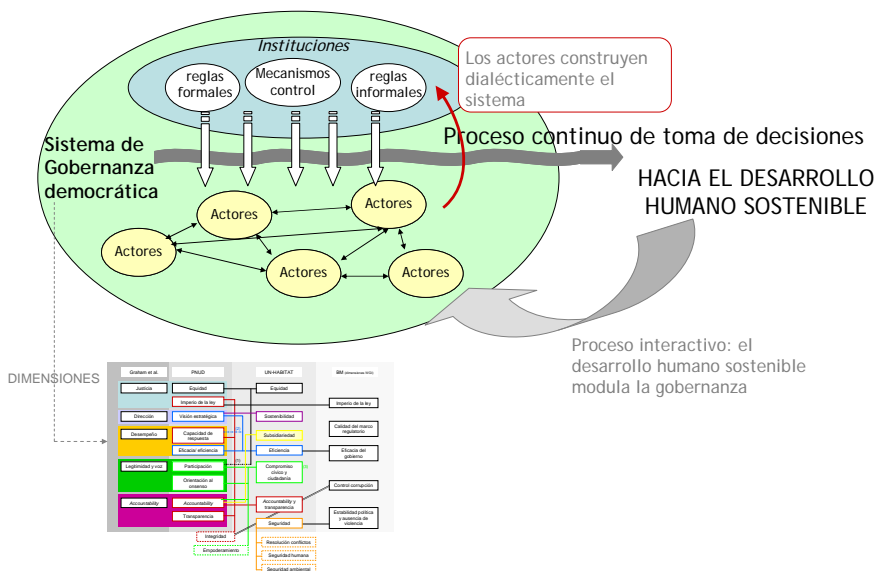 Instituciones
reglas
formales
Mecanismos
control
reglas
informales
Los actores construyen
dialécticamente el
sistema
Sistema de
Gobernanza
democrática
Proceso continuo de toma de decisiones
HACIA EL DESARROLLO
HUMANO SOSTENIBLE
Actores
Actores
Actores
Actores
Actores
Proceso interactivo: el
desarrollo humano sostenible
modula la gobernanza
DIMENSIONES
Graham et al.
PNUD
UN-HABITAT
BM
Justicia
Equidad
Equidad
Imperio de la ley
Imperio de la ley
Dirección
Visión estratégica
Sostenibilidad
Calidad del marco
regulatorio
Desempeño
Capacidad de
respuesta
Subsidiariedad
Eficacia/ eficiencia
Eficiencia
Eficacia del
gobierno
Legitimidad y voz
Participación
Compromiso
cívico y
ciudadanía
Orientación al
Control corrupción
Accountability
Accountability
Accountability y
transparencia
Transparencia
Seguridad
Estabilidad política
y ausencia de
violencia
Integridad
Empoderamiento
Resolución conflictos
Seguridad humana
Seguridad ambiental